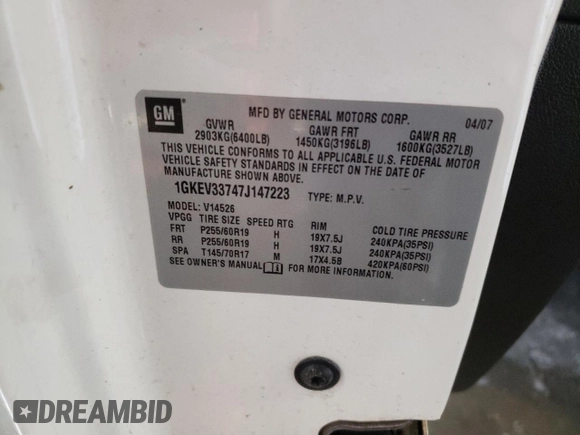 GM
MFD BY GENERAL MOTORS CORP. 04/07
GVWR GAWR FRT GAWR RR
2903KG(6400LB) 1450KG(3196LB) 1600KG(3527LB)
THIS VEHICLE CONFORMS TO ALL APPLICABLE U.S. FEDERAL MOTOR
VEHICLE SAFETY STANDARDS IN EFFECT ON THE DATE OF
MANUFACTURE SHOWN ABOVE.
1GKEV33747J147223 TYPE: M.P.V.
MODEL: V14526
VPGG TIRE SIZE SPEED RTG RIM COLD TIRE PRESSURE
FRT P255/60R19 H 19X7.5J 240KPA(35PSI)
RR P255/60R19 H 19X7.5J 240KPA(35PSI)
SPA T145/70R17 M 17X4.5B 420KPA(60PSI)
SEE OWNER'S MANUAL FOR MORE INFORMATION.
DREAMBID